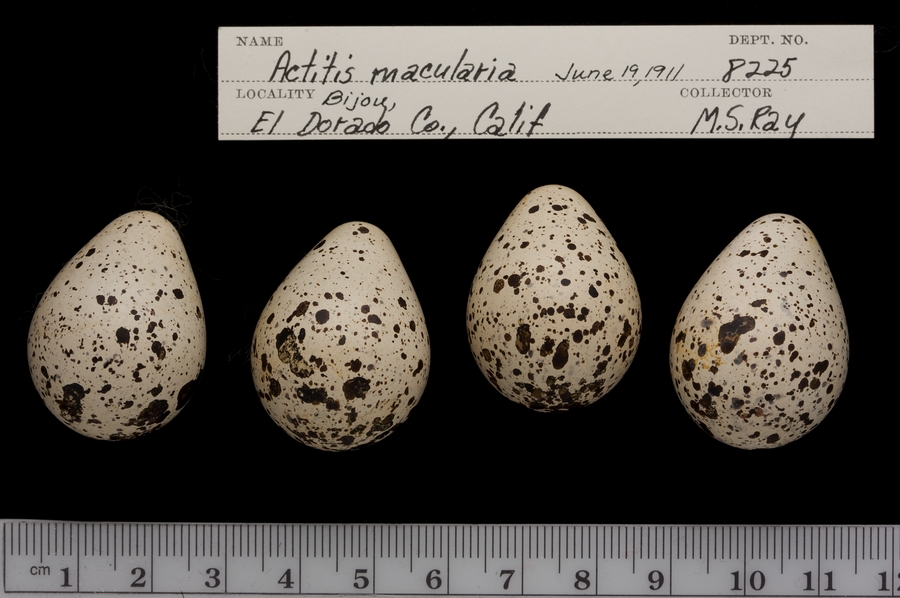 NAME DEPT. NO.
Actitis macularia June 19, 1911 8225
LOCALITY Bijou, COLLECTOR
El Dorado Co., Calif M.S. Ray
cm 1 2 3 4 5 6 7 8 9 10 11 12